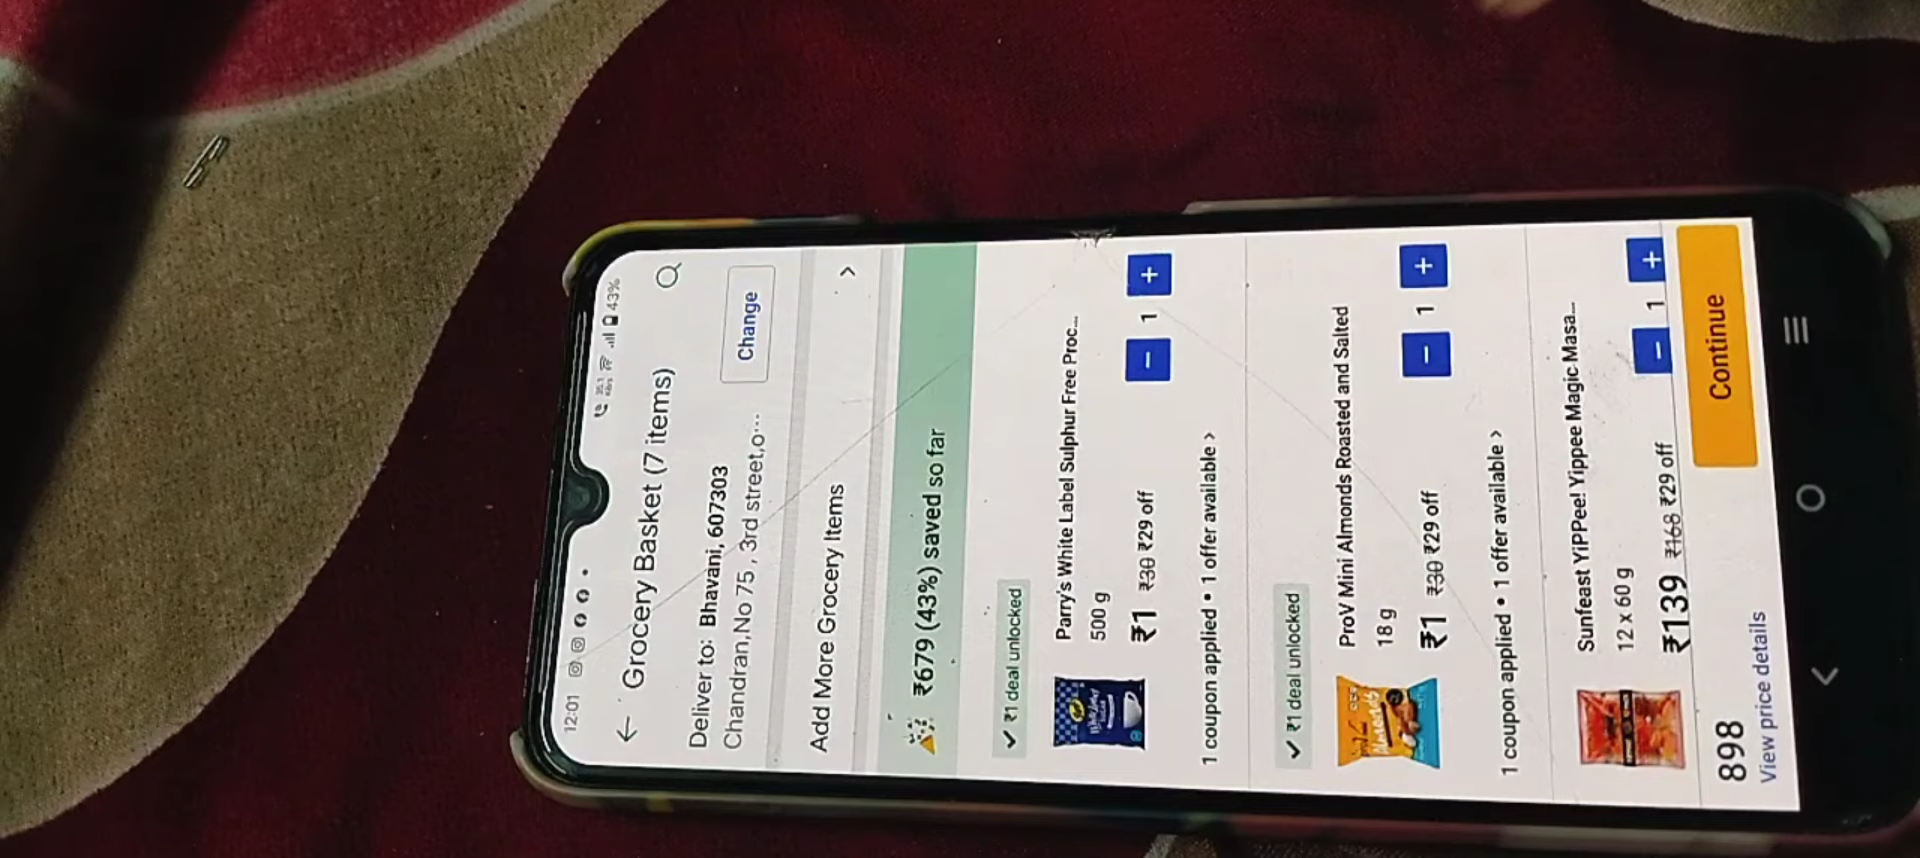 12:01
43%
Grocery Basket (7 items)
Deliver to: Bhavani, 607303
Chandran,No 75 , 3rd street,o...
Change
Add More Grocery Items
₹679 (43%) saved so far
₹1 deal unlocked
Parry's White Label Sulphur Free Proc...
500 g
₹1 ₹30 ₹29 off
1
1 coupon applied • 1 offer available >
₹1 deal unlocked
ProV Mini Almonds Roasted and Salted
18 g
₹1 ₹30 ₹29 off
1
1 coupon applied • 1 offer available >
Sunfeast YiPPee! Yippee Magic Masa...
12 x 60 g
₹139 ₹168 ₹29 off
1
898
View price details
Continue